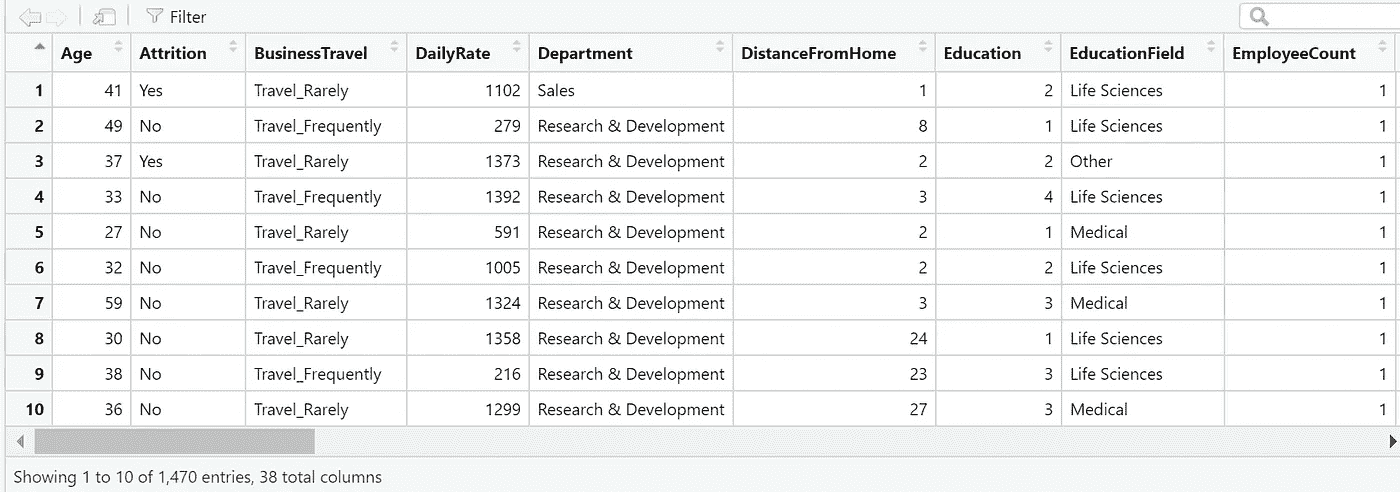 Filter
Age Attrition BusinessTravel DailyRate Department DistanceFromHome Education EducationField EmployeeCount
1 41 Yes Travel_Rarely 1102 Sales 1 2 Life Sciences 1
2 49 No Travel_Frequently 279 Research & Development 8 1 Life Sciences 1
3 37 Yes Travel_Rarely 1373 Research & Development 2 2 Other 1
4 33 No Travel_Frequently 1392 Research & Development 3 4 Life Sciences 1
5 27 No Travel_Rarely 591 Research & Development 2 1 Medical 1
6 32 No Travel_Frequently 1005 Research & Development 2 2 Life Sciences 1
7 59 No Travel_Rarely 1324 Research & Development 3 3 Medical 1
8 30 No Travel_Rarely 1358 Research & Development 24 1 Life Sciences 1
9 38 No Travel_Frequently 216 Research & Development 23 3 Life Sciences 1
10 36 No Travel_Rarely 1299 Research & Development 27 3 Medical 1
Showing 1 to 10 of 1,470 entries, 38 total columns